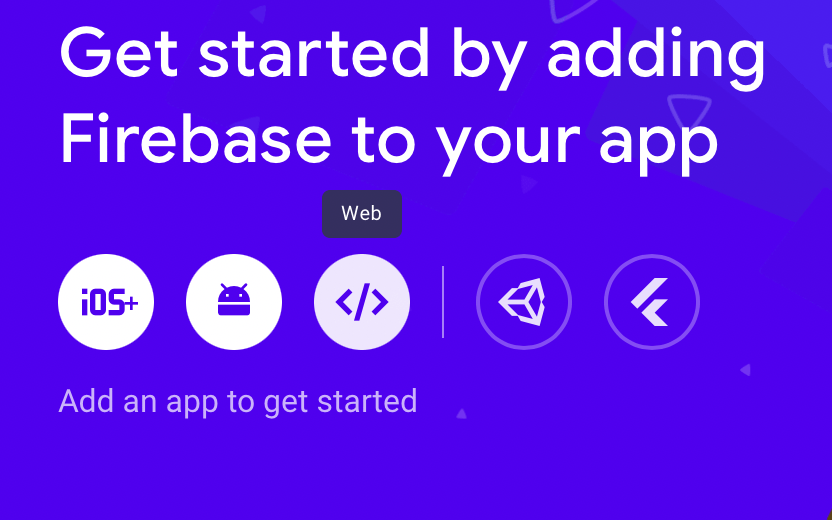 Get started by adding
Firebase to your app
Web
iOS+
</>
Add an app to get started